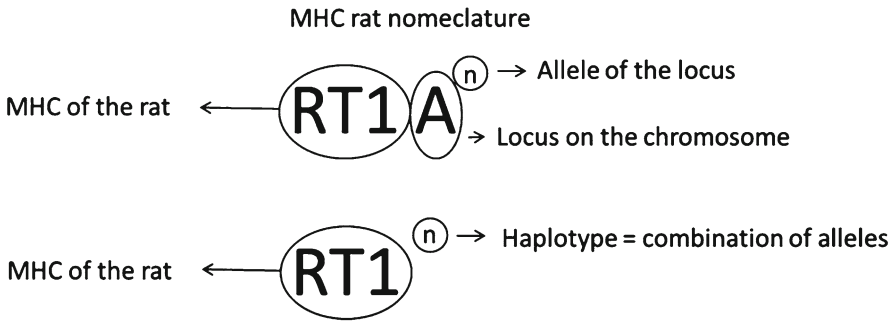 MHC rat nomeclature
n → Allele of the locus
MHC of the rat ← RT1 A
→ Locus on the chromosome
n → Haplotype = combination of alleles
MHC of the rat ← RT1